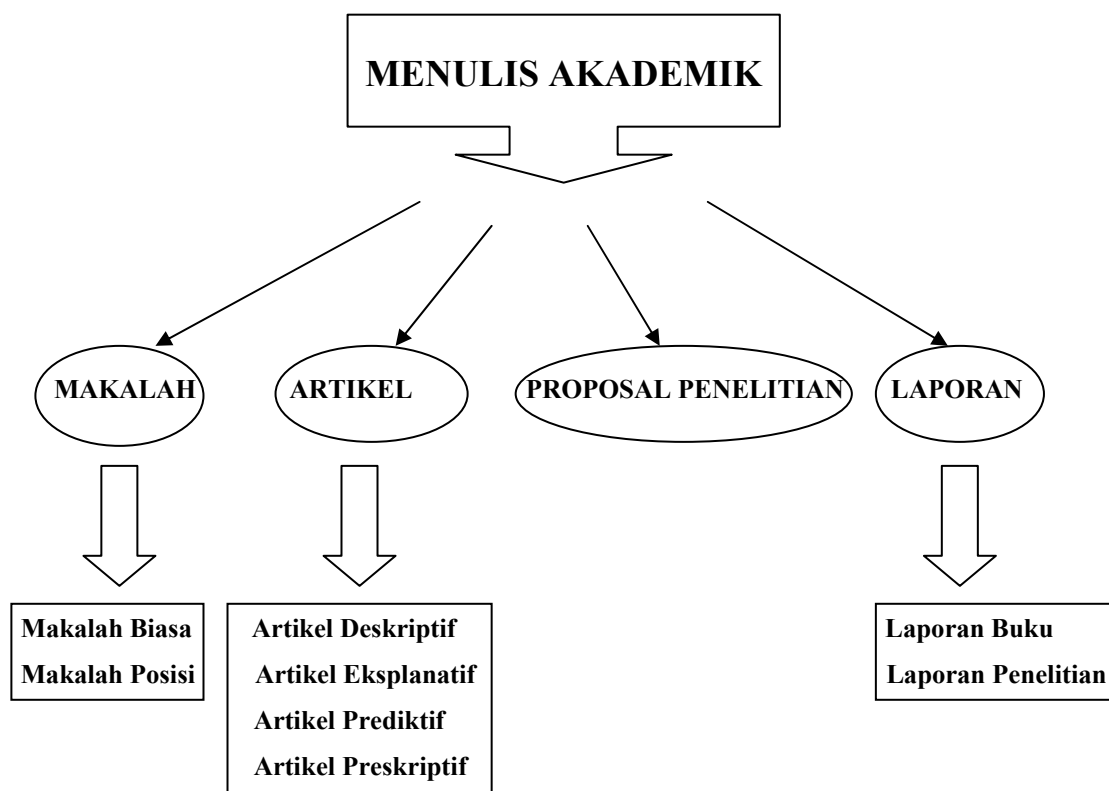 MENULIS AKADEMIK
MAKALAH
ARTIKEL
PROPOSAL PENELITIAN
LAPORAN
Makalah Biasa
Makalah Posisi
Artikel Deskriptif
Artikel Eksplanatif
Artikel Prediktif
Artikel Preskriptif
Laporan Buku
Laporan Penelitian